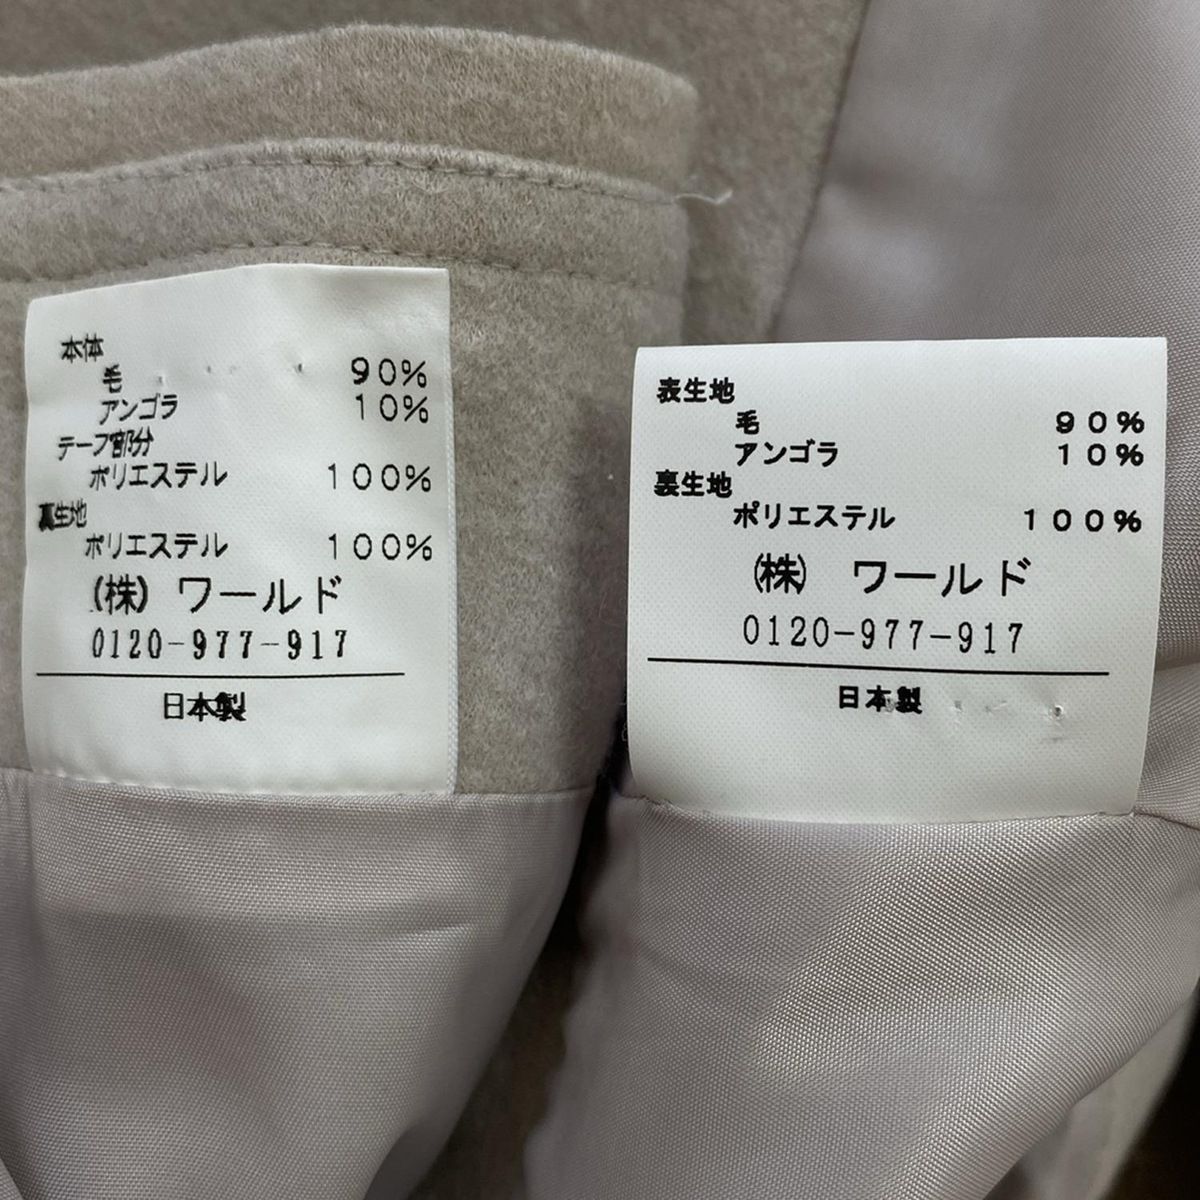 本体
毛 90%
アンゴラ 10%
テープ部分
ポリエステル 100%
裏生地
ポリエステル 100%
(株) ワールド
0120-977-917
日本製
表生地
毛 90%
アンゴラ 10%
裏生地
ポリエステル 100%
(株) ワールド
0120-977-917
日本製